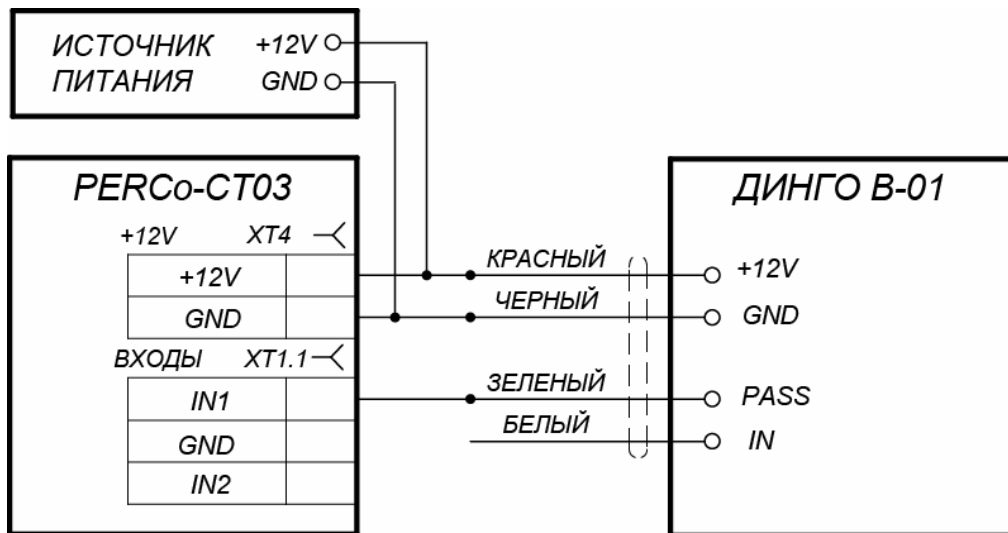 ИСТОЧНИК +12V
ПИТАНИЯ GND
PERCo-CT03
+12V XT4
+12V
GND
ВХОДЫ XT1.1
IN1
GND
IN2
КРАСНЫЙ
ЧЕРНЫЙ
ЗЕЛЕНЫЙ
БЕЛЫЙ
ДИНГО В-01
+12V
GND
PASS
IN